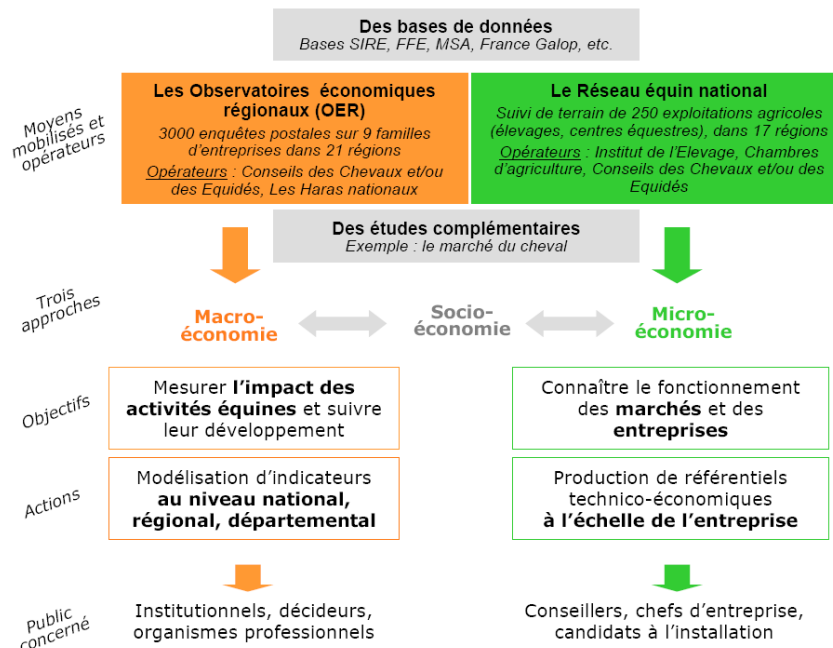 Des bases de données
Bases SIRE, FFE, MSA, France Galop, etc.
Moyens
mobilisés et
opérateurs
Les Observatoires économiques
régionaux (OER)
3000 enquêtes postales sur 9 familles
d'entreprises dans 21 régions
Opérateurs : Conseils des Chevaux et/ou
des Equidés, Les Haras nationaux
Le Réseau équin national
Suivi de terrain de 250 exploitations agricoles
(élevages, centres équestres), dans 17 régions
Opérateurs : Institut de l'Elevage, Chambres
d'agriculture, Conseils des Chevaux et/ou des
Equidés
Des études complémentaires
Exemple : le marché du cheval
Trois
approches
Macro-
économie
Socio-
économie
Micro-
économie
Objectifs
Mesurer l'impact des
activités équines et suivre
leur développement
Connaître le fonctionnement
des marchés et des
entreprises
Actions
Modélisation d'indicateurs
au niveau national,
régional, départemental
Production de référentiels
technico-économiques
à l'échelle de l'entreprise
Public
concerné
Institutionnels, décideurs,
organismes professionnels
Conseillers, chefs d'entreprise,
candidats à l'installation